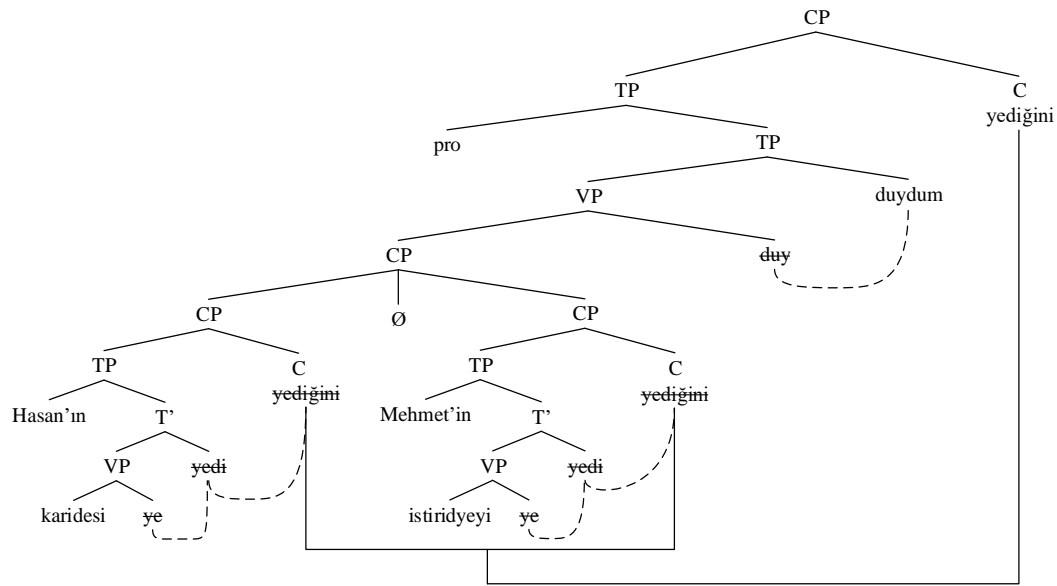 CP
TP C
yediğini
pro TP
VP duydum
CP duy
CP Ø CP
TP C TP C
Hasan’ın T’ yediğini Mehmet’in T’ yediğini
VP yedi VP yedi
karidesi ye istiridyeyi ye